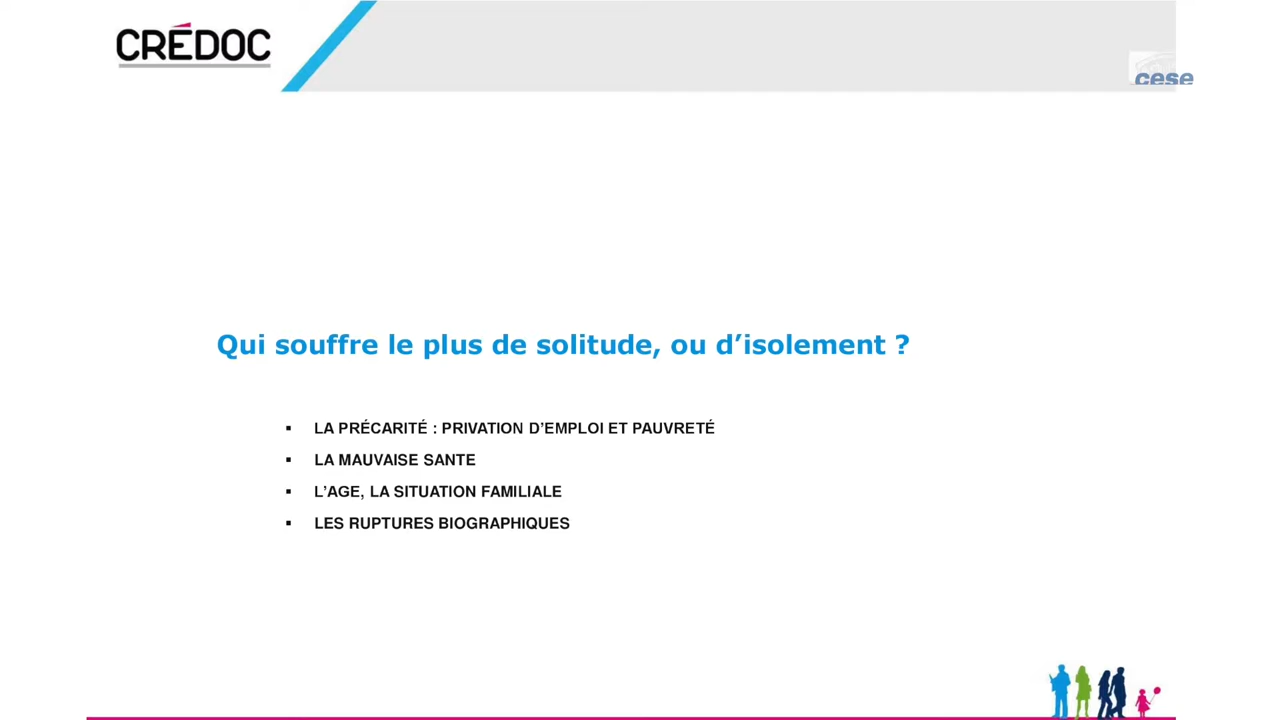 CRÉDOC
cese
Qui souffre le plus de solitude, ou d’isolement ?
▪ LA PRÉCARITÉ : PRIVATION D’EMPLOI ET PAUVRETÉ
▪ LA MAUVAISE SANTE
▪ L’AGE, LA SITUATION FAMILIALE
▪ LES RUPTURES BIOGRAPHIQUES